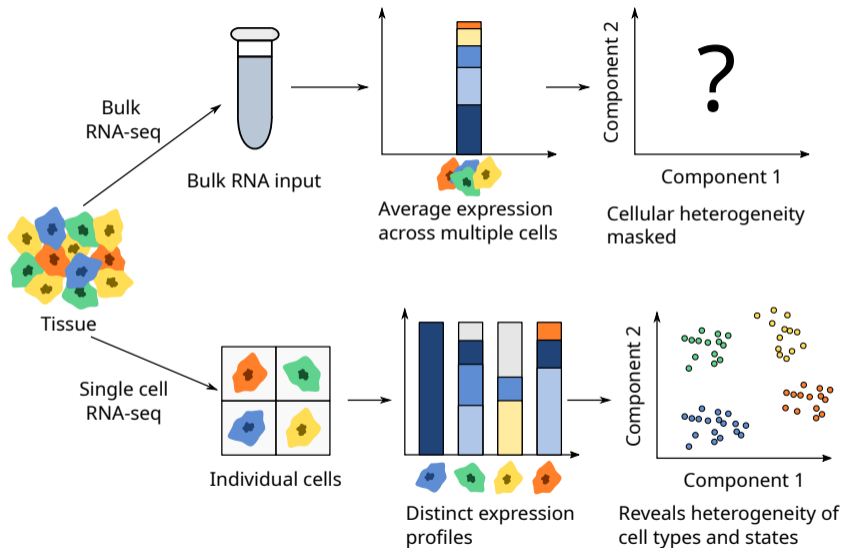 Bulk
RNA-seq
Bulk RNA input
Average expression
across multiple cells
Component 2
?
Component 1
Cellular heterogeneity
masked
Tissue
Single cell
RNA-seq
Individual cells
Distinct expression
profiles
Component 2
Component 1
Reveals heterogeneity of
cell types and states